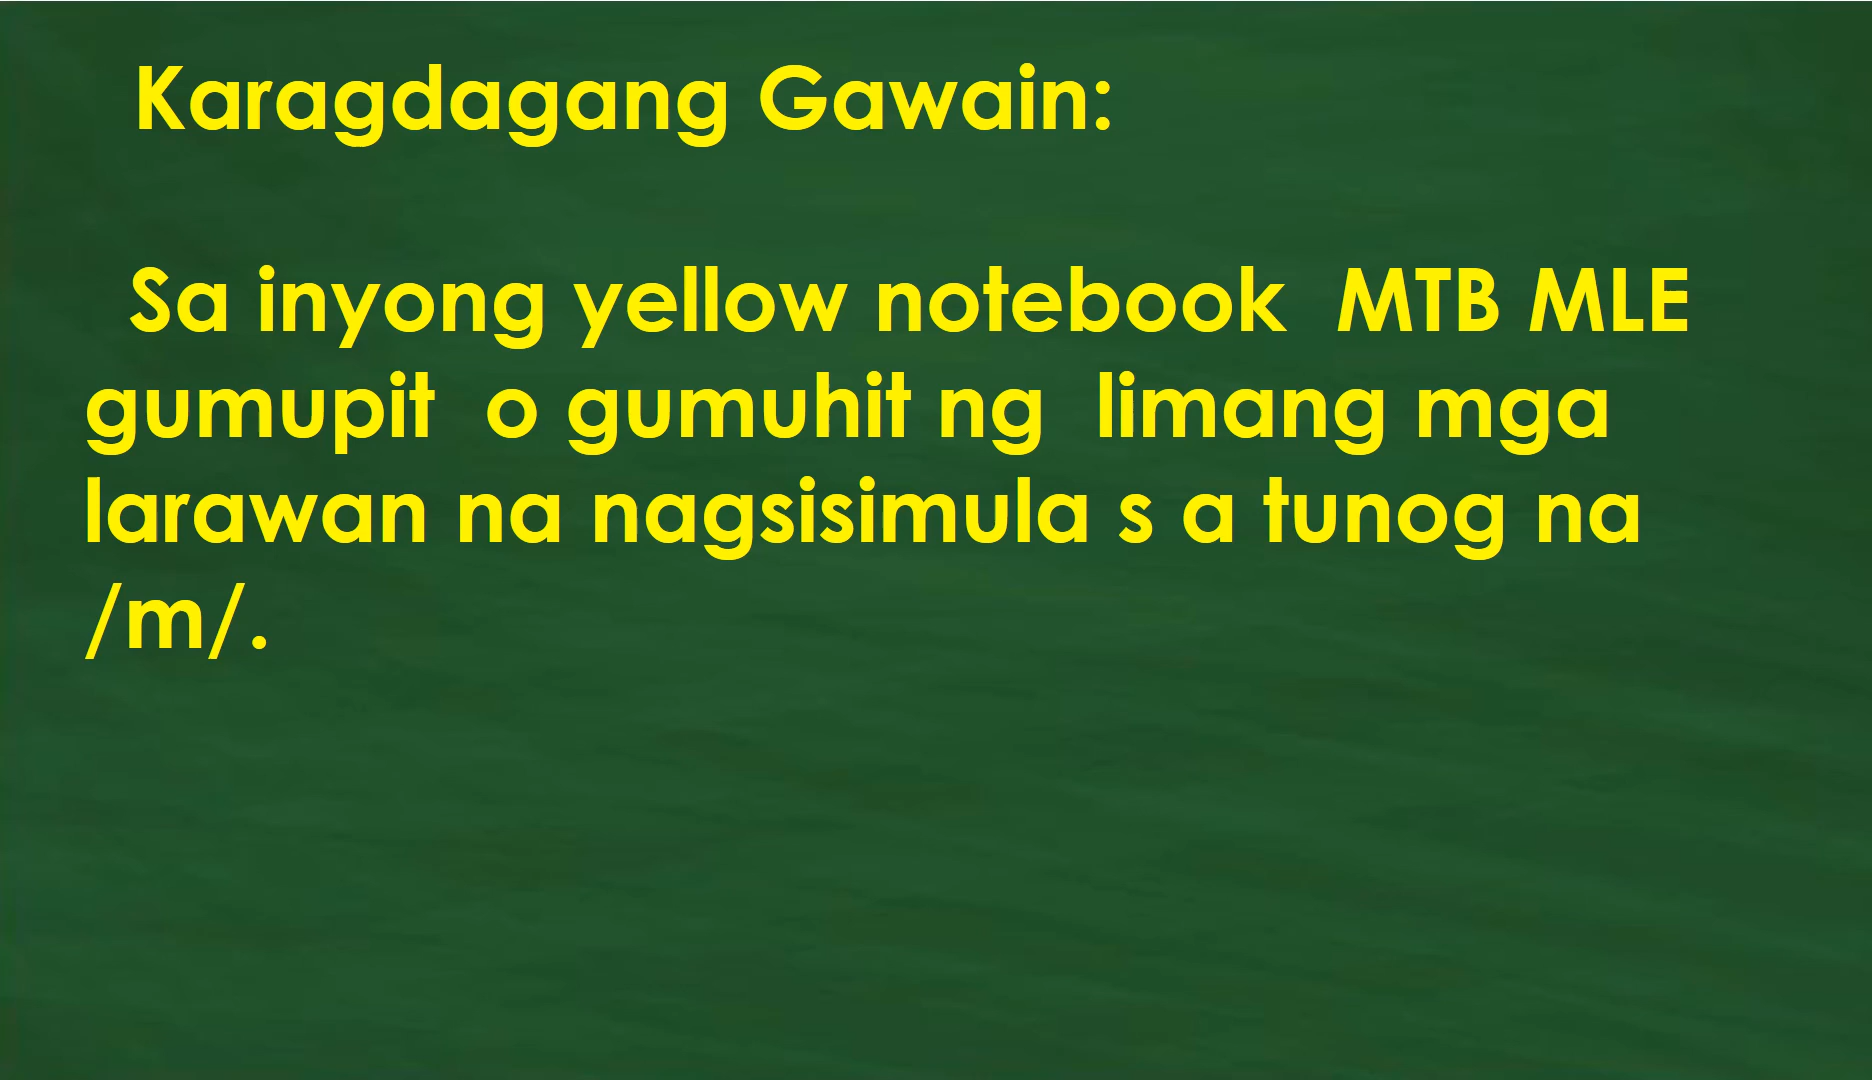 Karagdagang Gawain:
Sa inyong yellow notebook MTB MLE
gumupit o gumuhit ng limang mga
larawan na nagsisimula s a tunog na
/m/.